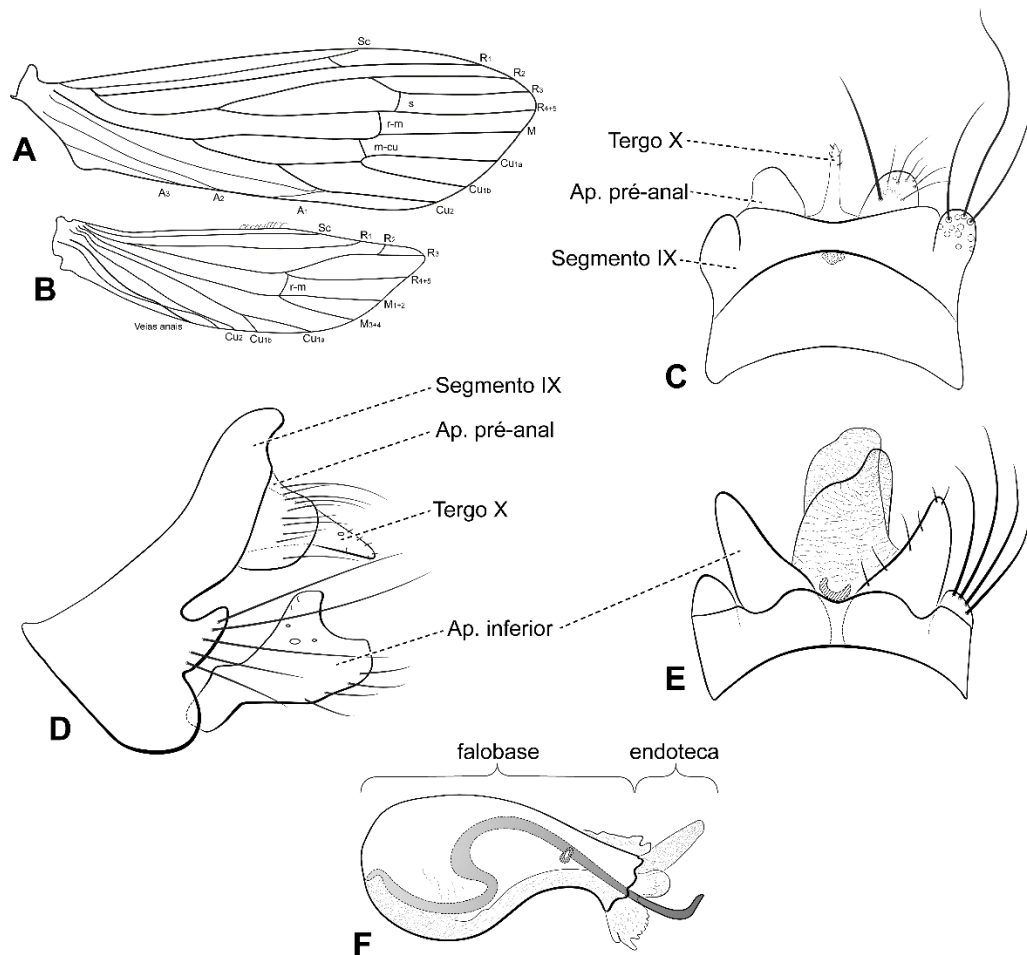 A
Sc
R1
R2
R3
R4+5
s
r-m
M
m-cu
Cu1a
Cu1b
Cu2
A3
A2
A1
B
Sc
R1
R2
R3
R4+5
r-m
M1+2
M3+4
Veias anais
Cu2
Cu1b
Cu1a
Tergo X
Ap. pré-anal
Segmento IX
C
Segmento IX
Ap. pré-anal
Tergo X
Ap. inferior
D
E
falobase
endoteca
F